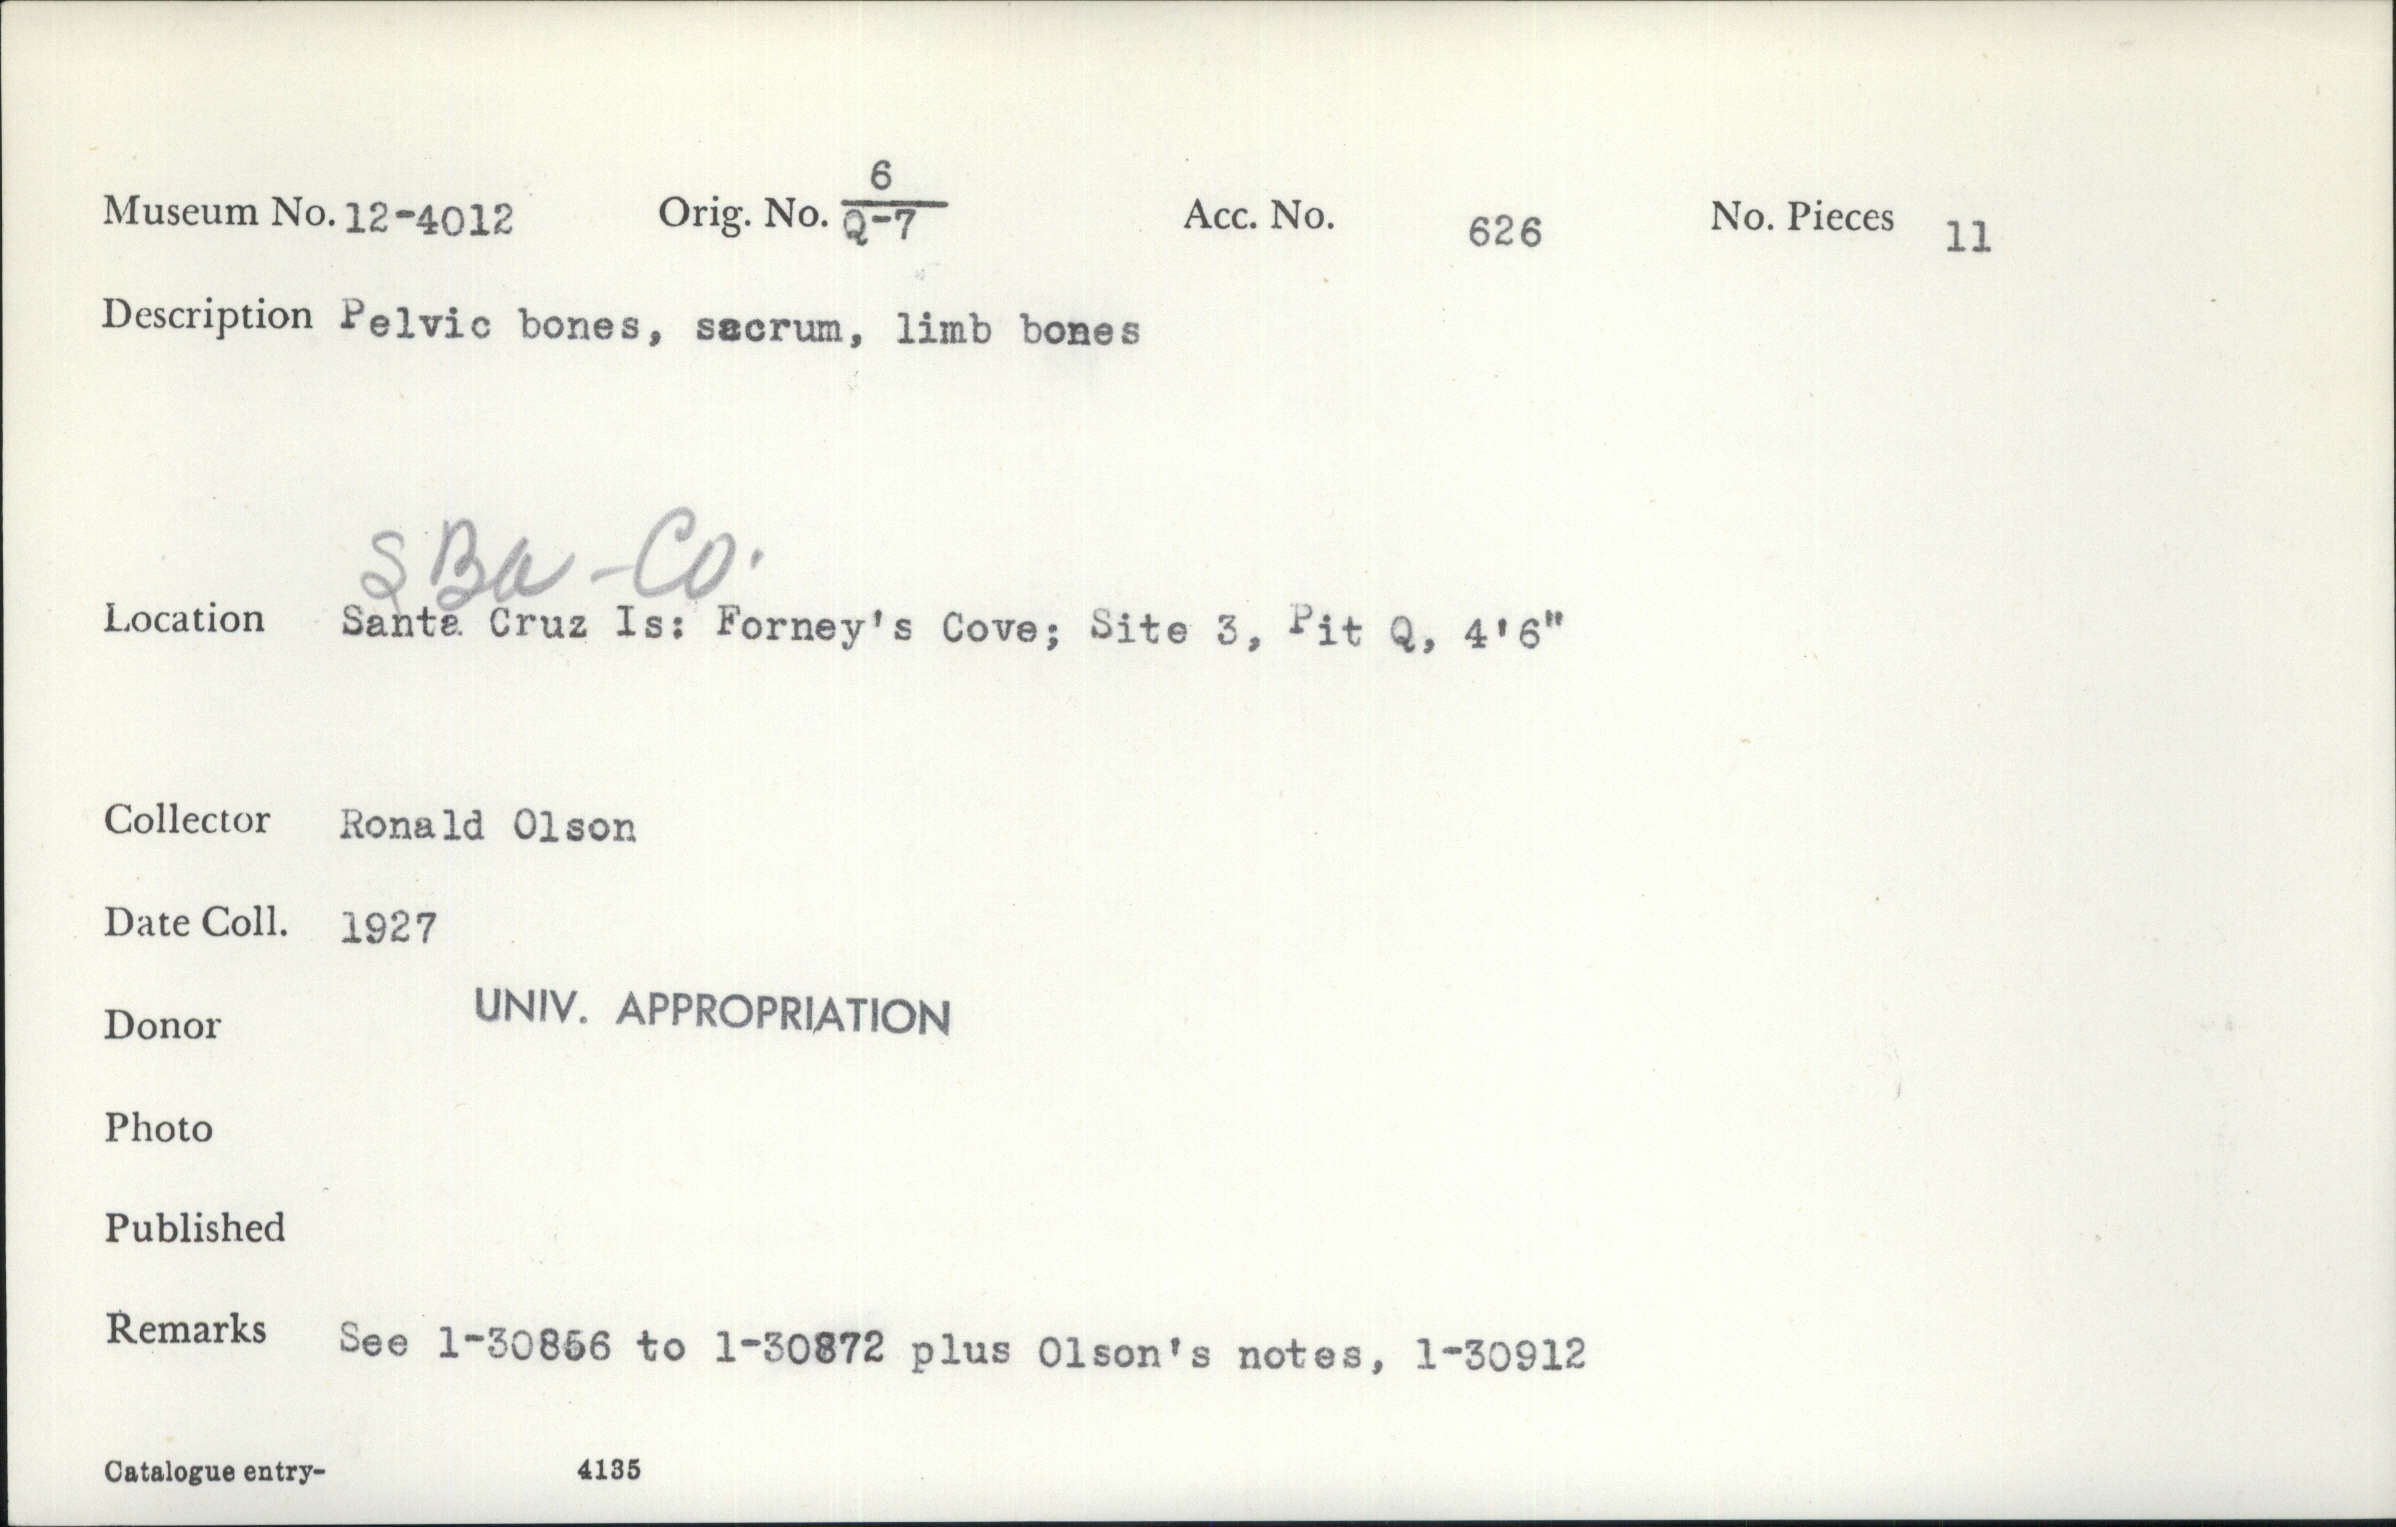 Museum No. 12-4012 Orig. No. 6/Q-7 Acc. No. 626 No. Pieces 11
Description Pelvic bones, sacrum, limb bones
SBa-Co.
Location Santa Cruz Is: Forney's Cove; Site 3, Pit Q, 4'6"
Collector Ronald Olson
Date Coll. 1927
Donor UNIV. APPROPRIATION
Photo
Published
Remarks See 1-30856 to 1-30872 plus Olson's notes, 1-30912
Catalogue entry- 4135